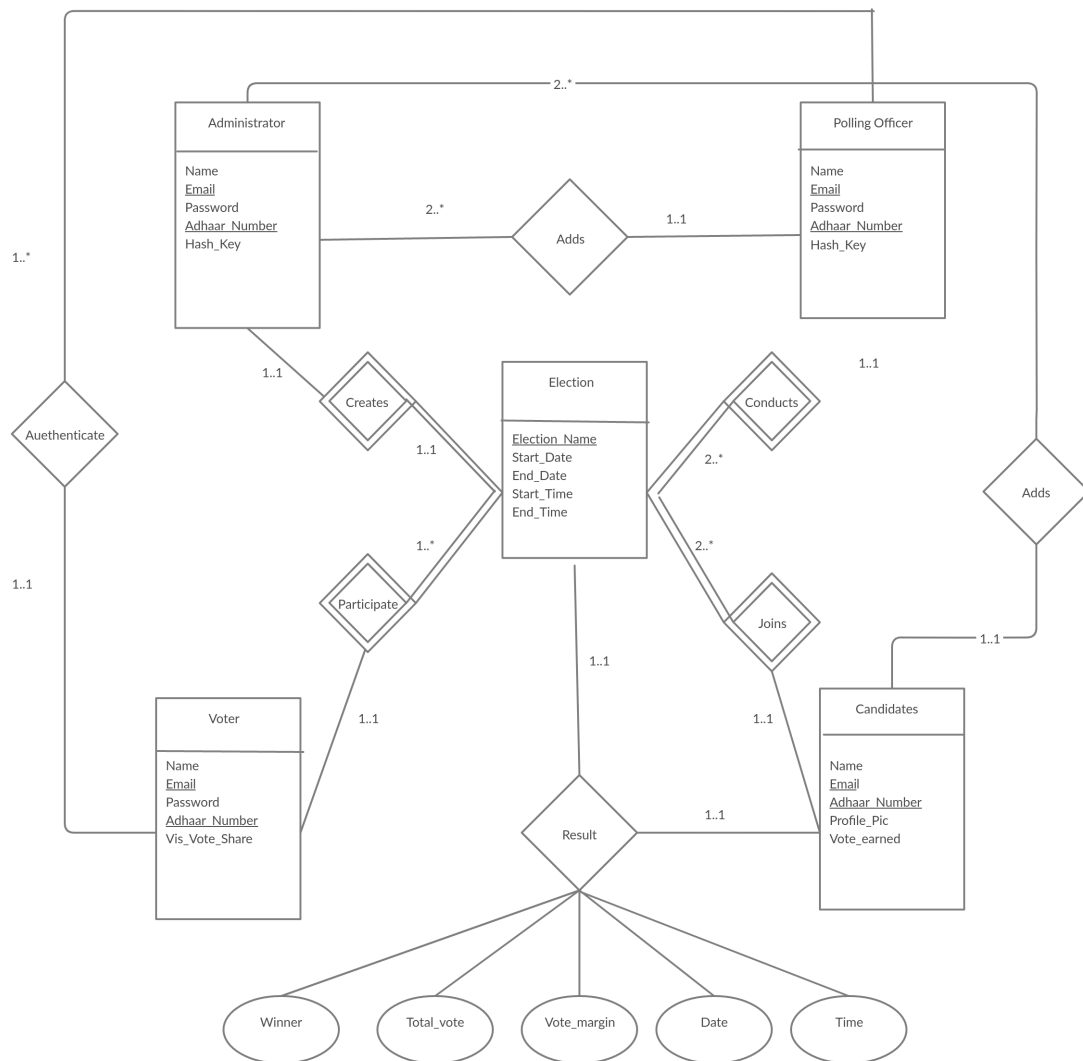 2..*
Administrator
Name
Email
Password
Adhaar_Number
Hash_Key
2..*
Adds
1..1
Polling Officer
Name
Email
Password
Adhaar_Number
Hash_Key
1..*
1..1
1..1
Creates
1..1
Election
Election_Name
Start_Date
End_Date
Start_Time
End_Time
Conducts
2..*
Auethenticate
Adds
1..*
2..*
1..1
Participate
Joins
1..1
1..1
1..1
1..1
Voter
Name
Email
Password
Adhaar_Number
Vis_Vote_Share
Candidates
Name
Email
Adhaar_Number
Profile_Pic
Vote_earned
1..1
Result
Winner
Total_vote
Vote_margin
Date
Time